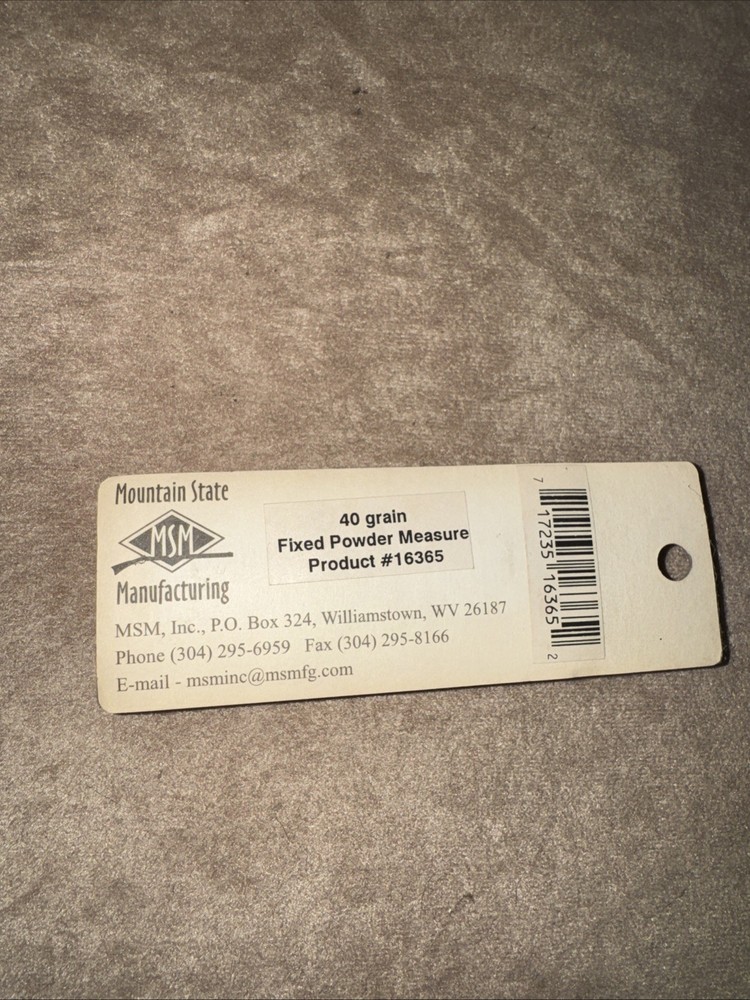 Mountain State
MSM
Manufacturing
40 grain
Fixed Powder Measure
Product #16365
MSM, Inc., P.O. Box 324, Williamstown, WV 26187
Phone (304) 295-6959 Fax (304) 295-8166
E-mail - msminc@msmfg.com
7 17235 16365 2